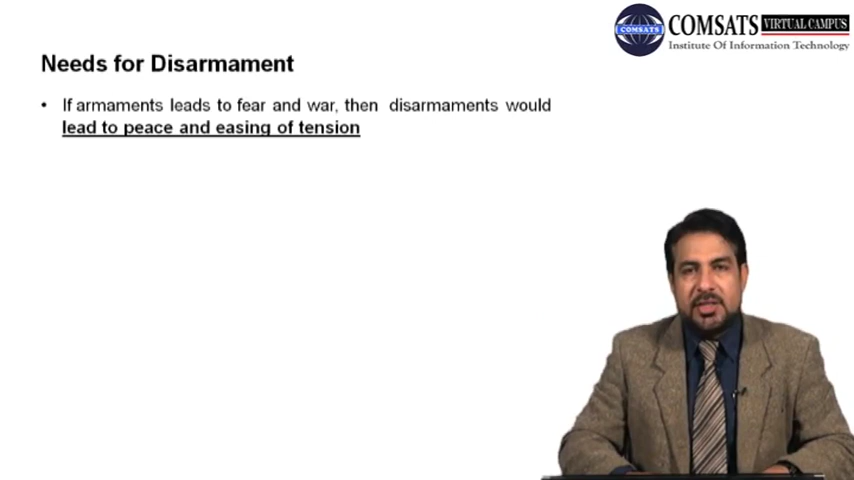 COMSATS VIRTUAL CAMPUS
COMSATS
Institute Of Information Technology
Needs for Disarmament
• If armaments leads to fear and war, then disarmaments would
lead to peace and easing of tension